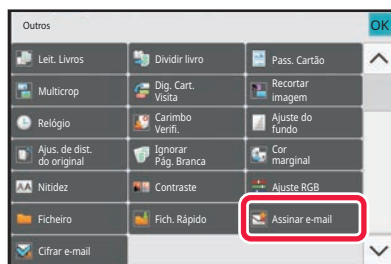 Outros
OK
Leit. Livros
Dividir livro
Pass. Cartão
Multicrop
Dig. Cart.
Visita
Recortar
imagem
Relógio
Carimbo
Verifi.
Ajuste do
fundo
Ajus. de dist.
do original
Ignorar
Pág. Branca
Cor
marginal
AA Nitidez
Contraste
Ajuste RGB
Ficheiro
Fich. Rápido
Assinar e-mail
Cifrar e-mail